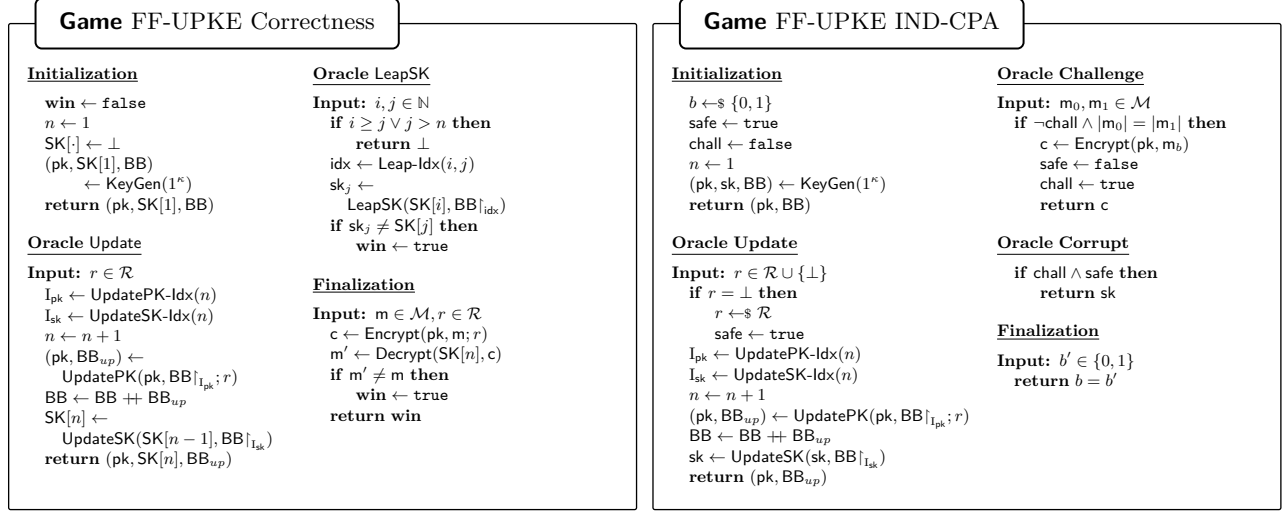 Game FF-UPKE Correctness
Initialization
win ← false
n ← 1
SK[·] ← ⊥
(pk, SK[1], BB)
← KeyGen(1^κ)
return (pk, SK[1], BB)
Oracle Update
Input: r ∈ R
I_pk ← UpdatePK-Idx(n)
I_sk ← UpdateSK-Idx(n)
n ← n + 1
(pk, BB_up) ←
UpdatePK(pk, BB↾_{I_pk}; r)
BB ← BB ++ BB_up
SK[n] ←
UpdateSK(SK[n − 1], BB↾_{I_sk})
return (pk, SK[n], BB_up)
Oracle LeapSK
Input: i, j ∈ ℕ
if i ≥ j ∨ j > n then
return ⊥
idx ← Leap-Idx(i, j)
sk_j ←
LeapSK(SK[i], BB↾_{idx})
if sk_j ≠ SK[j] then
win ← true
Finalization
Input: m ∈ M, r ∈ R
c ← Encrypt(pk, m; r)
m′ ← Decrypt(SK[n], c)
if m′ ≠ m then
win ← true
return win
Game FF-UPKE IND-CPA
Initialization
b ←$ {0, 1}
safe ← true
chall ← false
n ← 1
(pk, sk, BB) ← KeyGen(1^κ)
return (pk, BB)
Oracle Update
Input: r ∈ R ∪ {⊥}
if r = ⊥ then
r ←$ R
safe ← true
I_pk ← UpdatePK-Idx(n)
I_sk ← UpdateSK-Idx(n)
n ← n + 1
(pk, BB_up) ← UpdatePK(pk, BB↾_{I_pk}; r)
BB ← BB ++ BB_up
sk ← UpdateSK(sk, BB↾_{I_sk})
return (pk, BB_up)
Oracle Challenge
Input: m_0, m_1 ∈ M
if ¬chall ∧ |m_0| = |m_1| then
c ← Encrypt(pk, m_b)
safe ← false
chall ← true
return c
Oracle Corrupt
if chall ∧ safe then
return sk
Finalization
Input: b′ ∈ {0, 1}
return b = b′